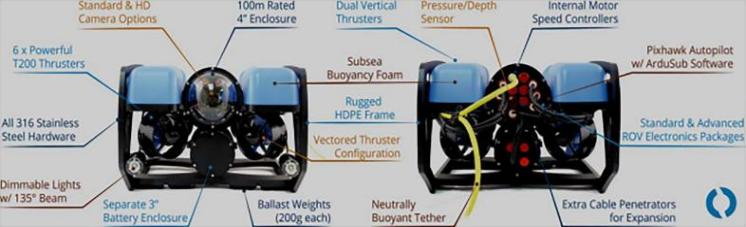 Standard & HD
Camera Options
100m Rated
4" Enclosure
Dual Vertical
Thrusters
Pressure/Depth
Sensor
Internal Motor
Speed Controllers
6 x Powerful
T200 Thrusters
Subsea
Buoyancy Foam
Pixhawk Autopilot
w/ ArduSub Software
All 316 Stainless
Steel Hardware
Rugged
HDPE Frame
Standard & Advanced
ROV Electronics Packages
Vectored Thruster
Configuration
Dimmable Lights
w/ 135° Beam
Separate 3"
Battery Enclosure
Ballast Weights
(200g each)
Neutrally
Buoyant Tether
Extra Cable Penetrators
for Expansion